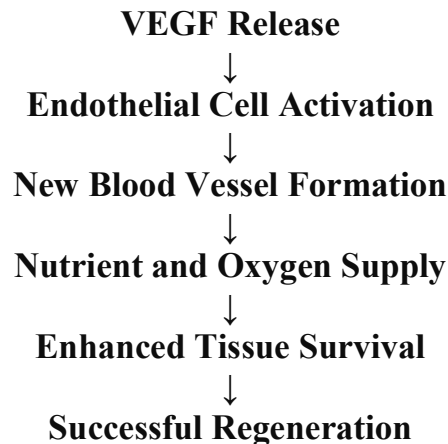 VEGF Release
↓
Endothelial Cell Activation
↓
New Blood Vessel Formation
↓
Nutrient and Oxygen Supply
↓
Enhanced Tissue Survival
↓
Successful Regeneration